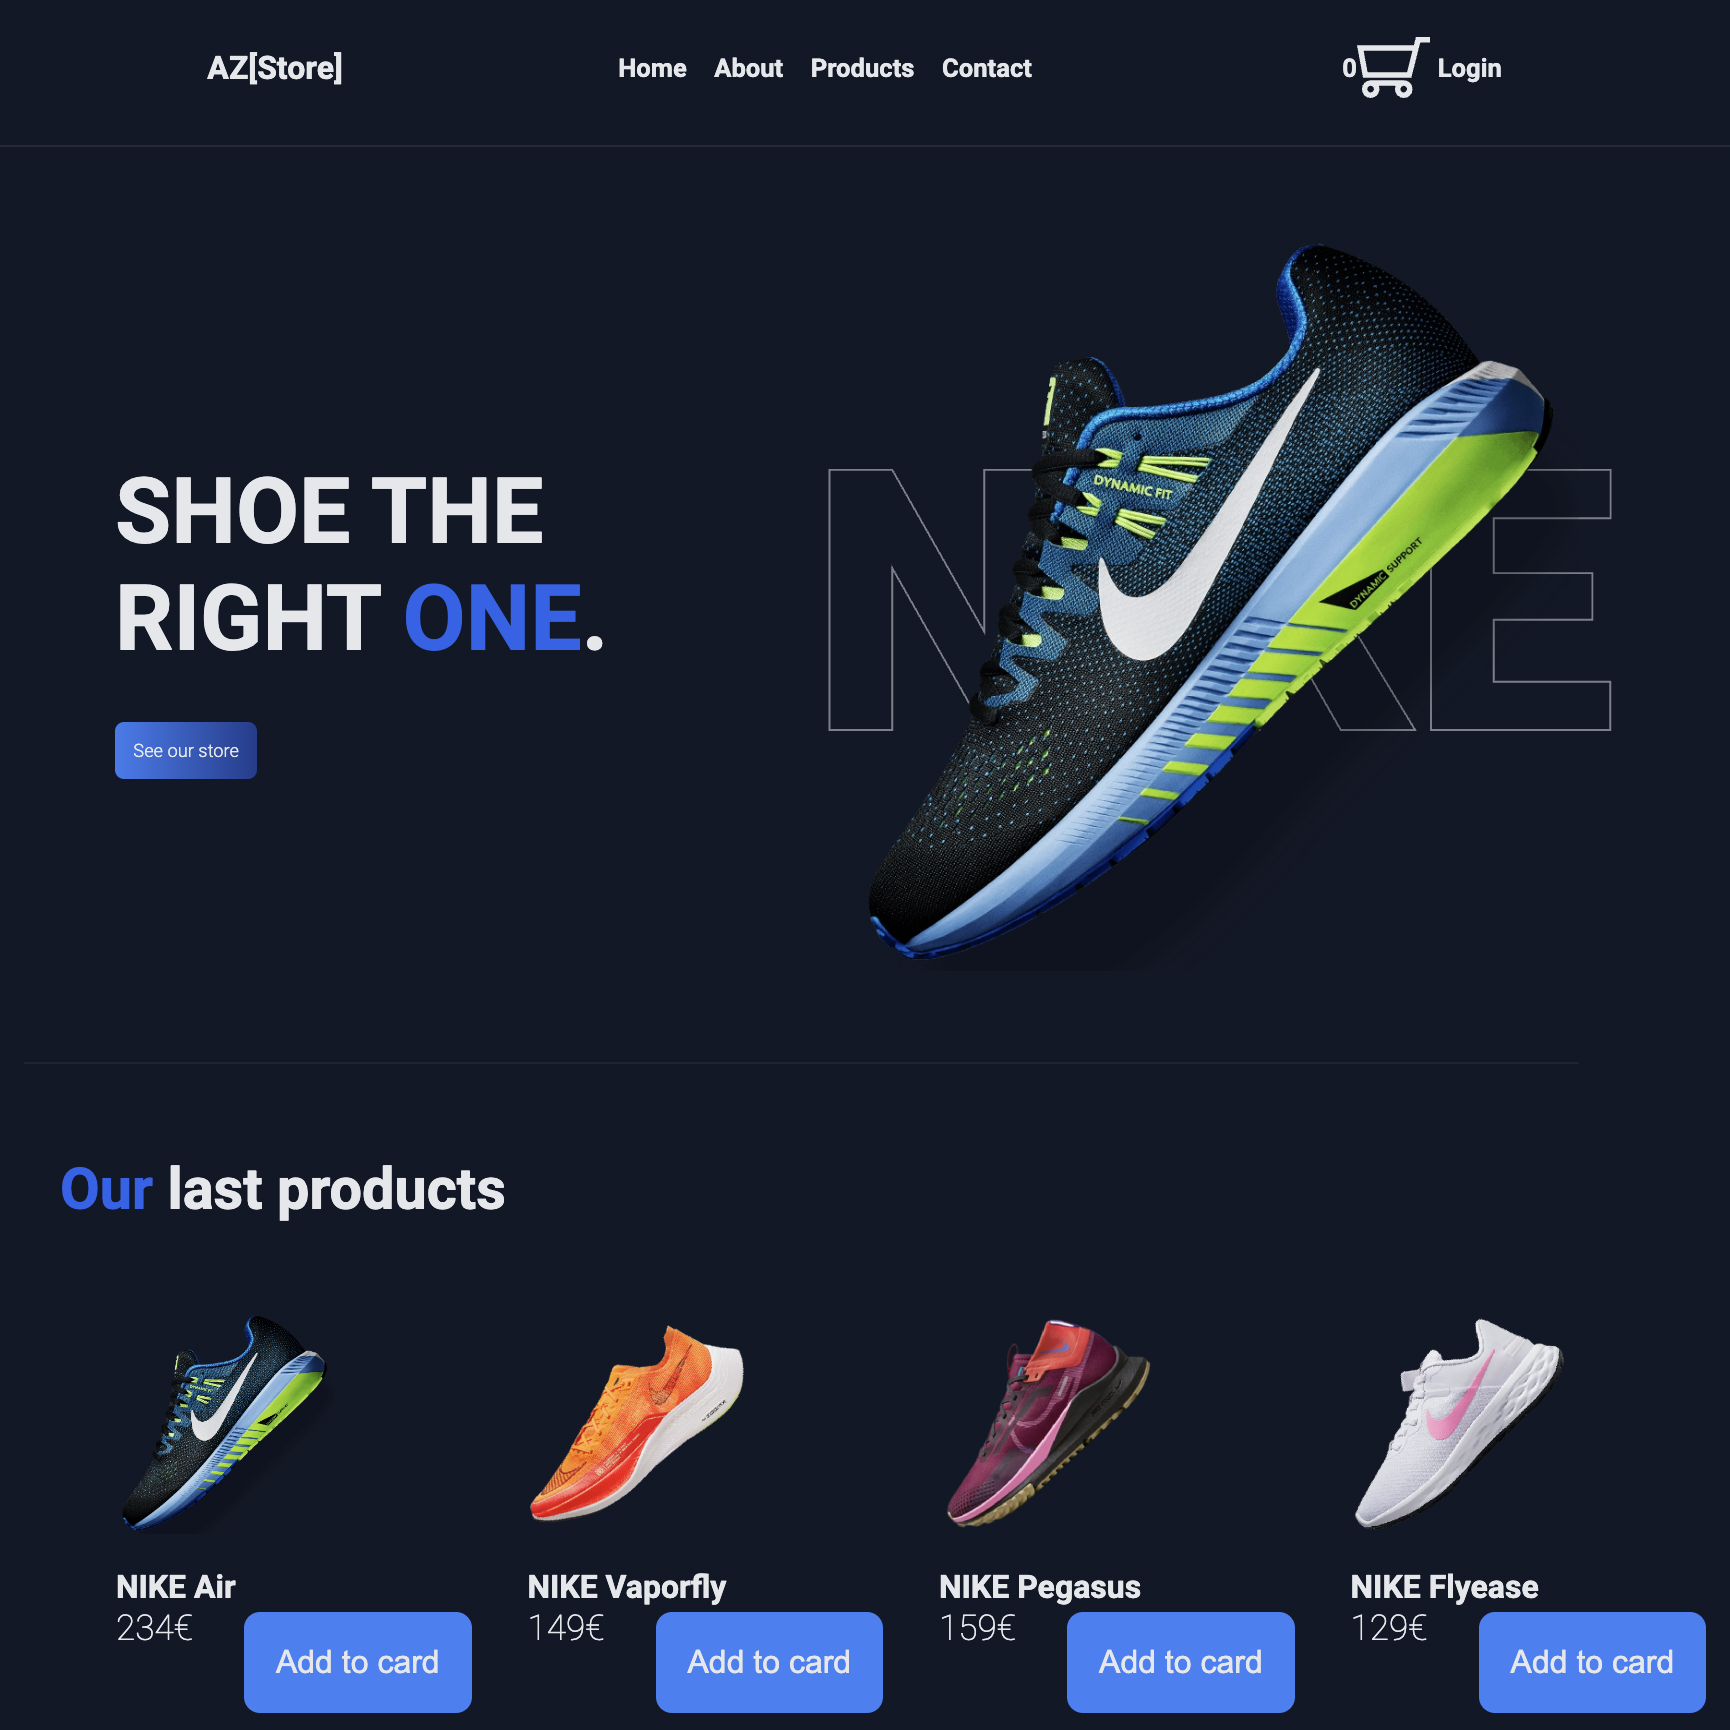 AZ[Store]
Home About Products Contact
0 Login
NIKE
DYNAMIC FIT
DYNAMIC SUPPORT
SHOE THE
RIGHT ONE.
See our store
Our last products
NIKE Air
234€
Add to card
NIKE Vaporfly
149€
Add to card
NIKE Pegasus
159€
Add to card
NIKE Flyease
129€
Add to card